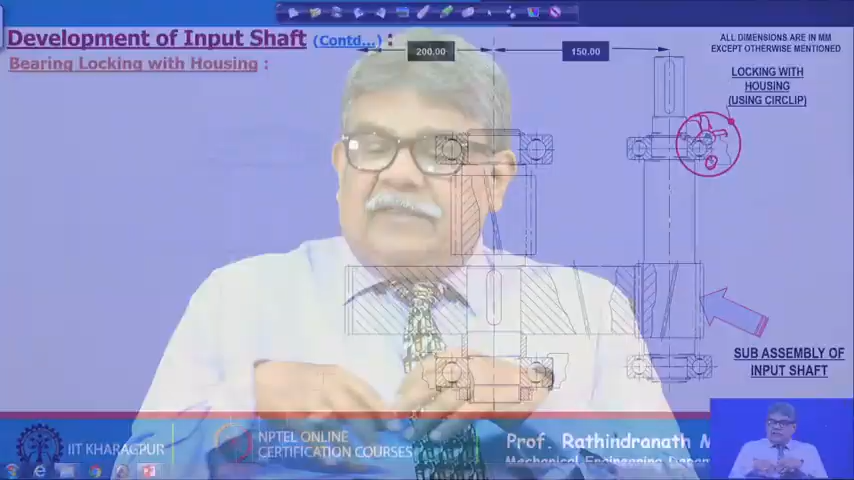 Development of Input Shaft (Contd...) :
Bearing Locking with Housing :
200.00
150.00
ALL DIMENSIONS ARE IN MM
EXCEPT OTHERWISE MENTIONED
LOCKING WITH
HOUSING
(USING CIRCLIP)
SUB ASSEMBLY OF
INPUT SHAFT
IIT KHARAGPUR
NPTEL ONLINE
CERTIFICATION COURSES
Prof. Rathindranath M
Mechanical Engineering